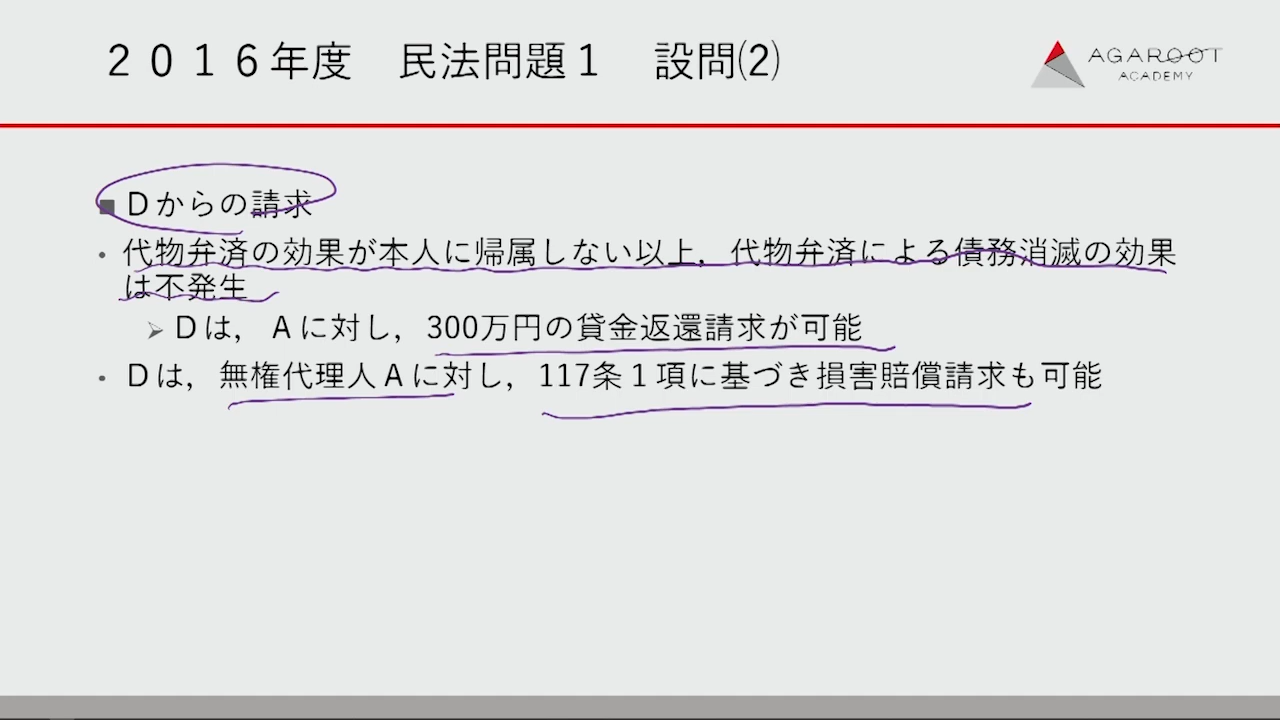 ２０１６年度　民法問題１　設問⑵
AGAROOT
ACADEMY
■Ｄからの請求
・代物弁済の効果が本人に帰属しない以上，代物弁済による債務消滅の効果
は不発生
➢Ｄは，Ａに対し，300万円の貸金返還請求が可能
・Ｄは，無権代理人Ａに対し，117条１項に基づき損害賠償請求も可能